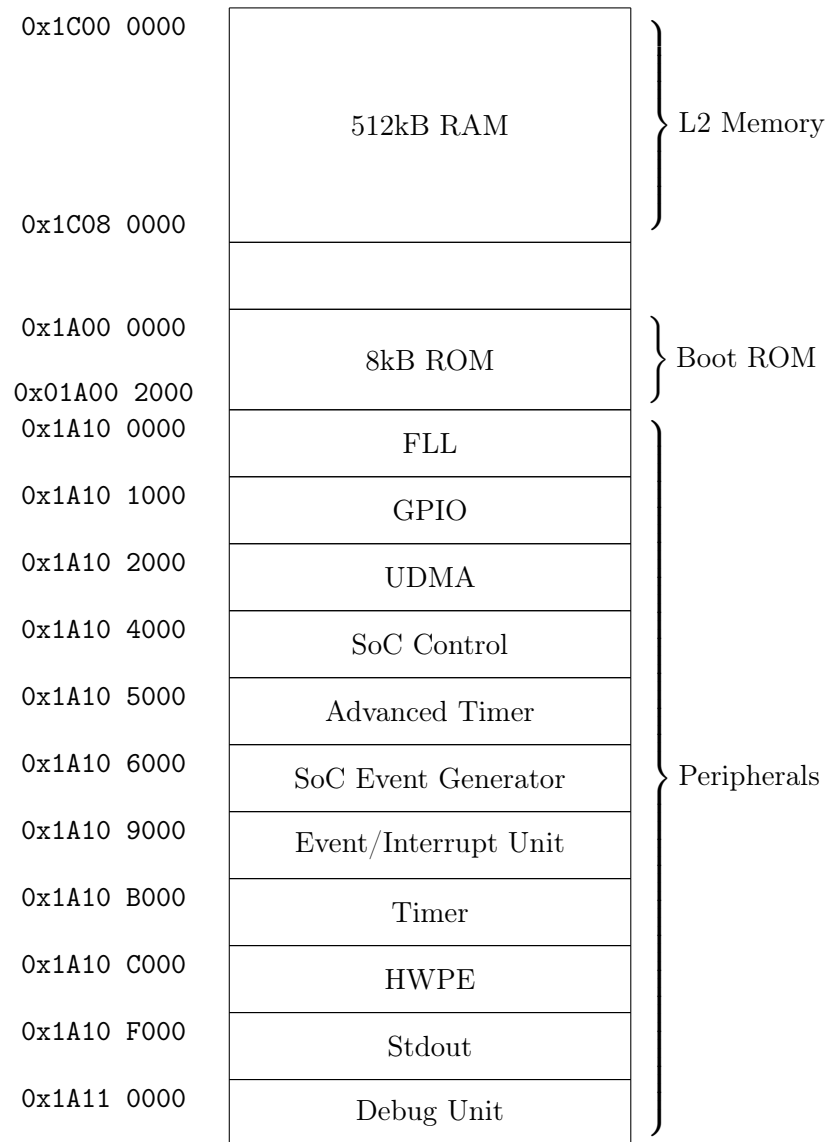 0x1C00 0000
512kB RAM
L2 Memory
0x1C08 0000
0x1A00 0000
8kB ROM
Boot ROM
0x01A00 2000
0x1A10 0000
FLL
0x1A10 1000
GPIO
0x1A10 2000
UDMA
0x1A10 4000
SoC Control
0x1A10 5000
Advanced Timer
0x1A10 6000
SoC Event Generator
Peripherals
0x1A10 9000
Event/Interrupt Unit
0x1A10 B000
Timer
0x1A10 C000
HWPE
0x1A10 F000
Stdout
0x1A11 0000
Debug Unit